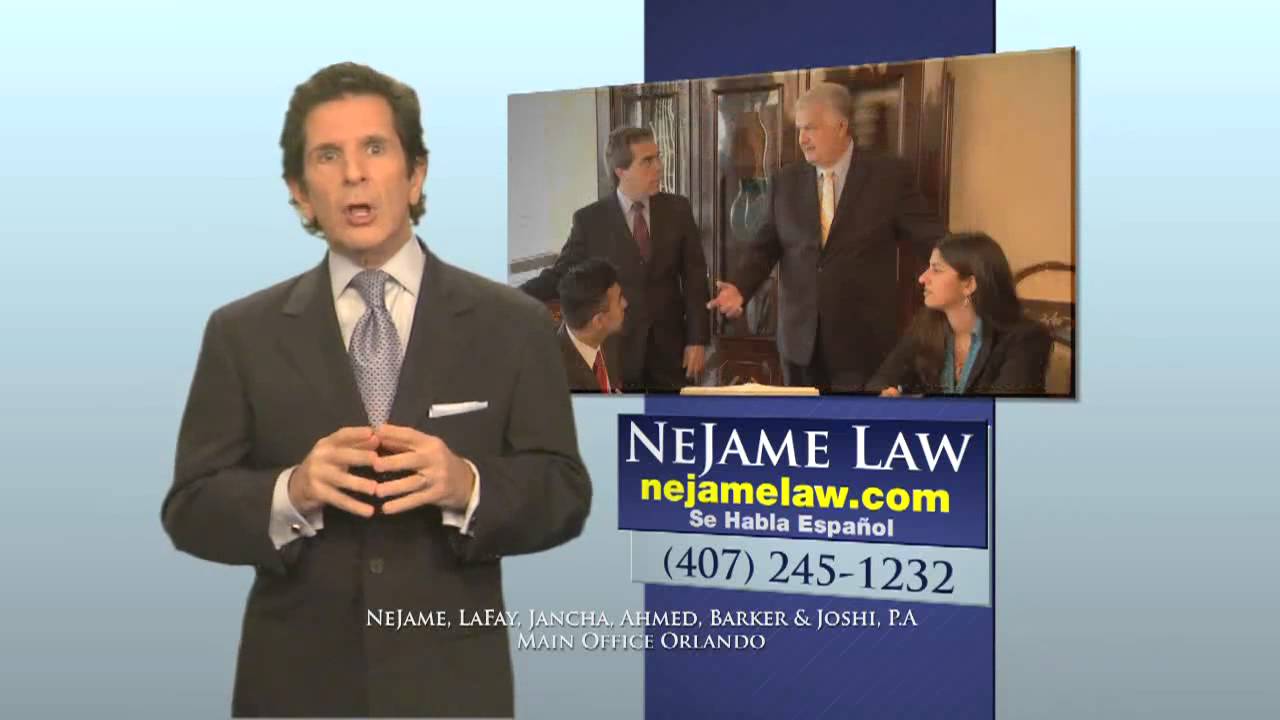 NeJame Law
nejamelaw.com
Se Habla Español
(407) 245-1232
NeJame, LaFay, Jancha, Ahmed, Barker & Joshi, P.A
Main Office Orlando